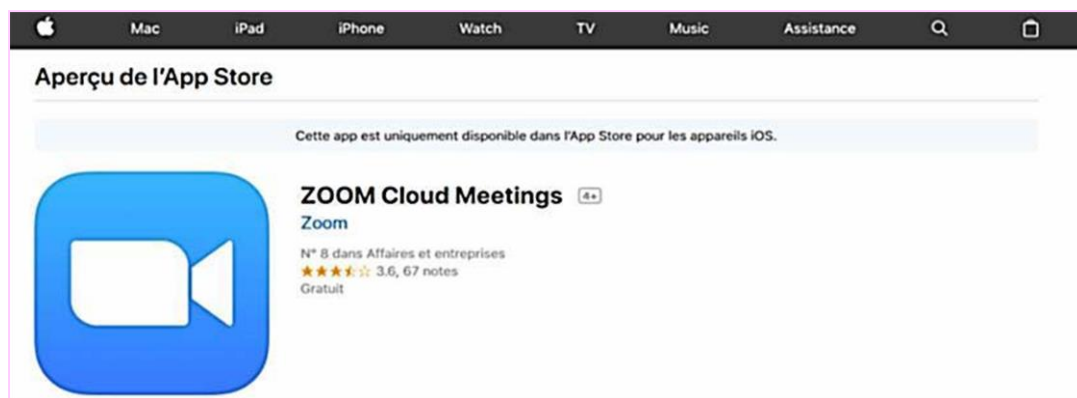 Mac iPad iPhone Watch TV Music Assistance
Aperçu de l'App Store
Cette app est uniquement disponible dans l'App Store pour les appareils iOS.
ZOOM Cloud Meetings 4+
Zoom
N° 8 dans Affaires et entreprises
3.6, 67 notes
Gratuit